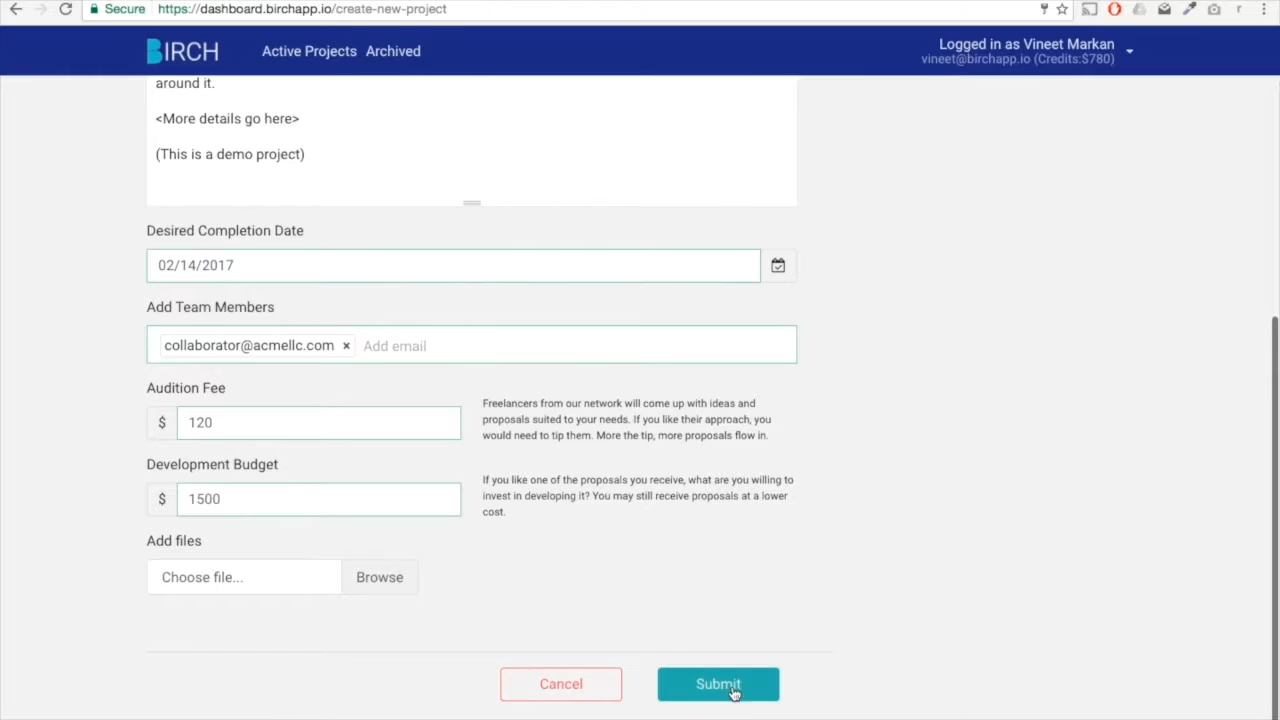 Secure https://dashboard.birchapp.io/create-new-project
BIRCH Active Projects Archived
Logged in as Vineet Markan
vineet@birchapp.io (Credits:$780)
around it.
<More details go here>
(This is a demo project)
Desired Completion Date
02/14/2017
Add Team Members
collaborator@acmellc.com × Add email
Audition Fee
$ 120
Freelancers from our network will come up with ideas and
proposals suited to your needs. If you like their approach, you
would need to tip them. More the tip, more proposals flow in.
Development Budget
$ 1500
If you like one of the proposals you receive, what are you willing to
invest in developing it? You may still receive proposals at a lower
cost.
Add files
Choose file... Browse
Cancel Submit